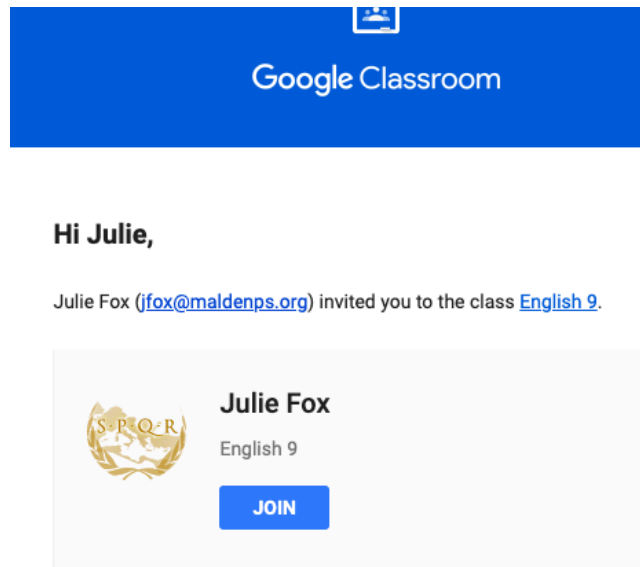 Google Classroom
Hi Julie,
Julie Fox (jfox@maldenps.org) invited you to the class English 9.
S·P·Q·R
Julie Fox
English 9
JOIN